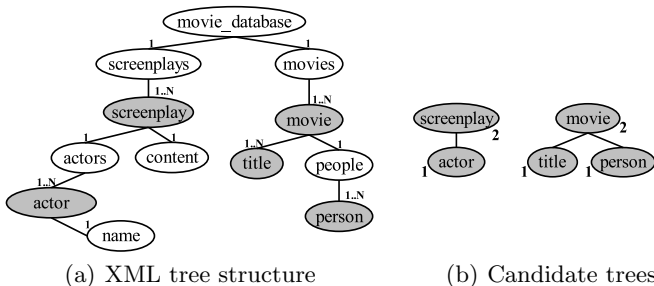 movie_database
1 1
screenplays movies
1..N 1..N
screenplay movie screenplay movie
2 2
1 1 1..N 1
actors content title people actor title person
1 1 1
1..N 1..N
actor person
1
name
(a) XML tree structure (b) Candidate trees